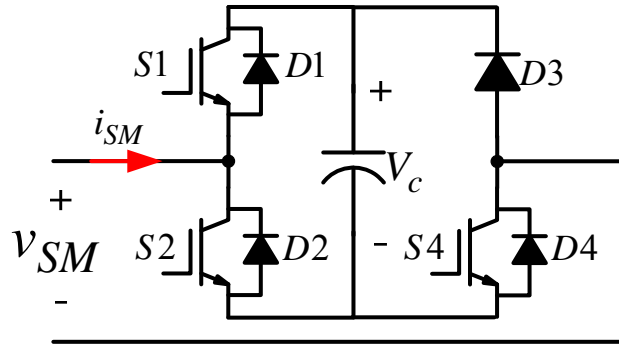 S1
D1
D3
i_SM
+
V_c
+
v_SM
-
S2
D2
-
S4
D4